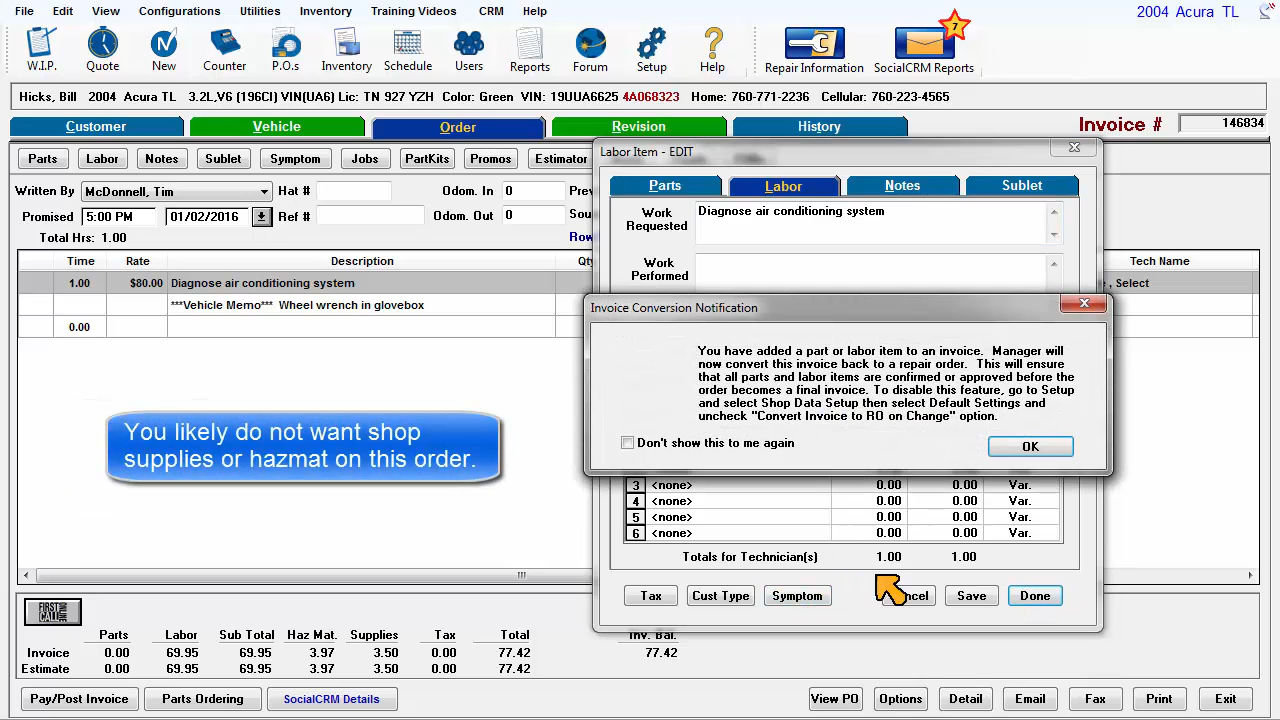 File Edit View Configurations Utilities Inventory Training Videos CRM Help 2004 Acura TL
W.I.P. Quote New Counter P.O.s Inventory Schedule Users Reports Forum Setup Help Repair Information SocialCRM Reports
7
Hicks, Bill 2004 Acura TL 3.2L,V6 (196CI) VIN(UA6) Lic: TN 927 YZH Color: Green VIN: 19UUA6625 4A068323 Home: 760-771-2236 Cellular: 760-223-4565
Customer Vehicle Order Revision History Invoice # 146834
Parts Labor Notes Sublet Symptom Jobs PartKits Promos Estimator
Written By McDonnell, Tim Hat # Odom. In 0
Promised 5:00 PM 01/02/2016 Ref # Odom. Out 0
Total Hrs: 1.00
Time Rate Description Tech Name
1.00 $80.00 Diagnose air conditioning system , Select
***Vehicle Memo*** Wheel wrench in glovebox
0.00
Labor Item - EDIT
Parts Labor Notes Sublet
Work Requested Diagnose air conditioning system
Work Performed
Invoice Conversion Notification
You have added a part or labor item to an invoice. Manager will
now convert this invoice back to a repair order. This will ensure
that all parts and labor items are confirmed or approved before the
order becomes a final invoice. To disable this feature, go to Setup
and select Shop Data Setup then select Default Settings and
uncheck "Convert Invoice to RO on Change" option.
Don't show this to me again OK
You likely do not want shop
supplies or hazmat on this order.
3 <none> 0.00 0.00 Var.
4 <none> 0.00 0.00 Var.
5 <none> 0.00 0.00 Var.
6 <none> 0.00 0.00 Var.
Totals for Technician(s) 1.00 1.00
Tax Cust Type Symptom Save Done
FIRST CALL
Parts Labor Sub Total Haz Mat. Supplies Tax Total Inv. Bal.
Invoice 0.00 69.95 69.95 3.97 3.50 0.00 77.42 77.42
Estimate 0.00 69.95 69.95 3.97 3.50 0.00 77.42
Pay/Post Invoice Parts Ordering SocialCRM Details View PO Options Detail Email Fax Print Exit